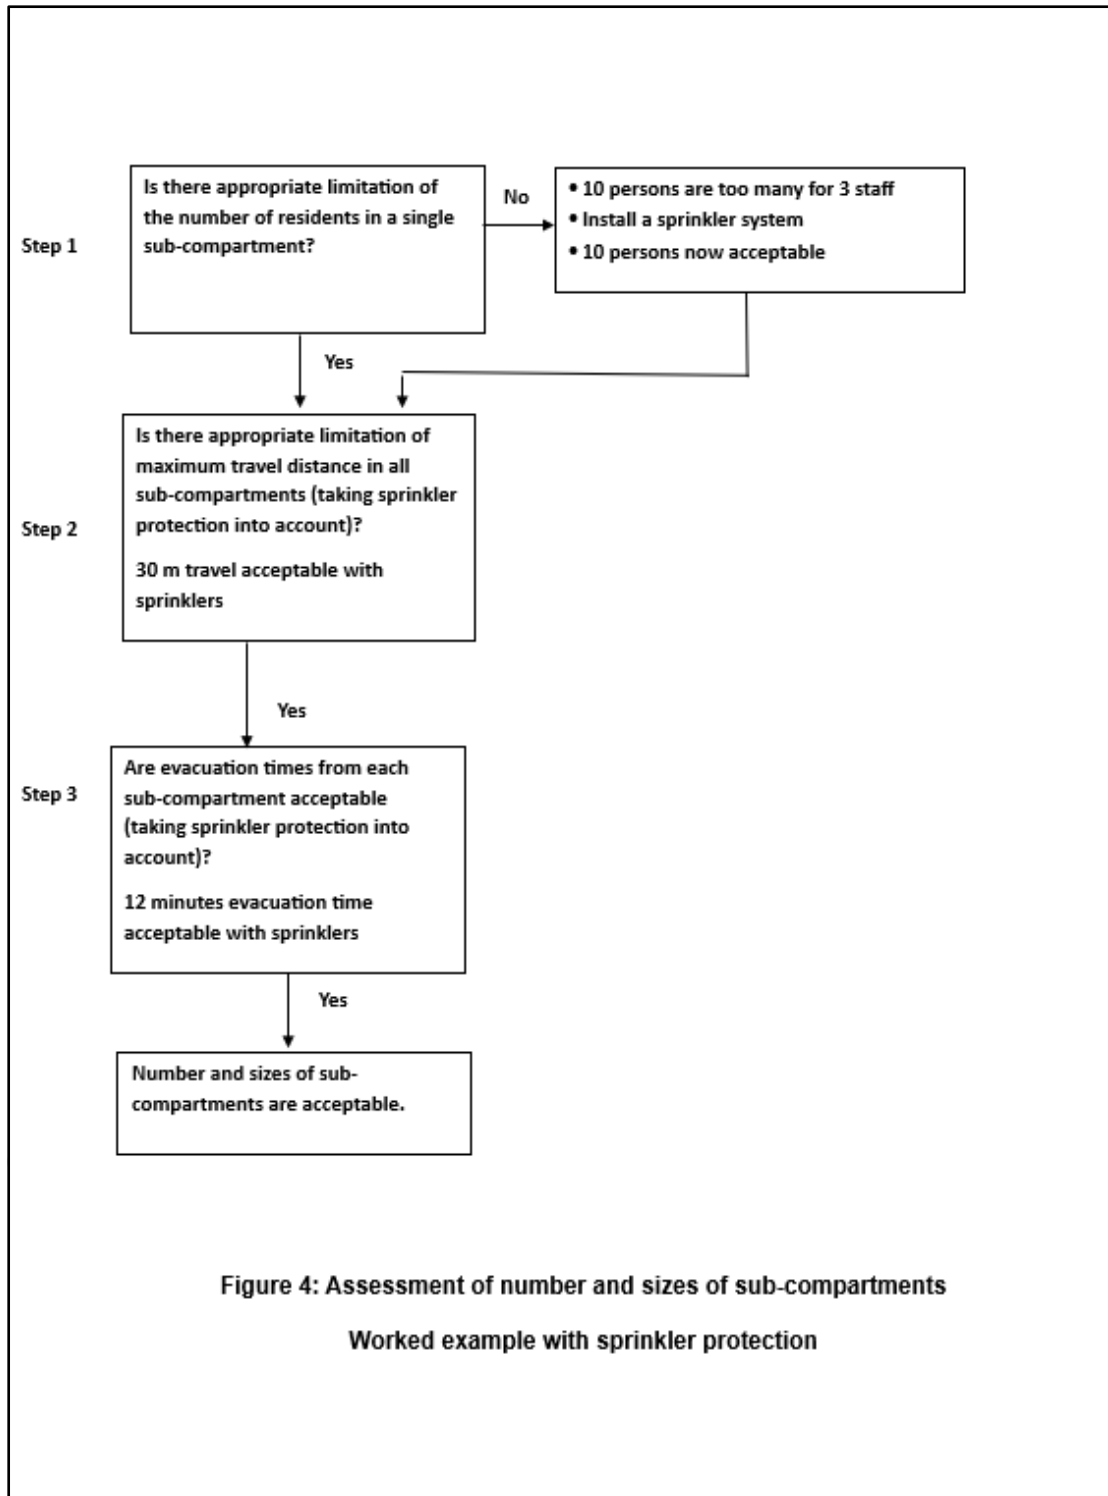 Step 1
Is there appropriate limitation of
the number of residents in a single
sub-compartment?
No
• 10 persons are too many for 3 staff
• Install a sprinkler system
• 10 persons now acceptable
Yes
Step 2
Is there appropriate limitation of
maximum travel distance in all
sub-compartments (taking sprinkler
protection into account)?
30 m travel acceptable with
sprinklers
Yes
Step 3
Are evacuation times from each
sub-compartment acceptable
(taking sprinkler protection into
account)?
12 minutes evacuation time
acceptable with sprinklers
Yes
Number and sizes of sub-
compartments are acceptable.
Figure 4: Assessment of number and sizes of sub-compartments
Worked example with sprinkler protection